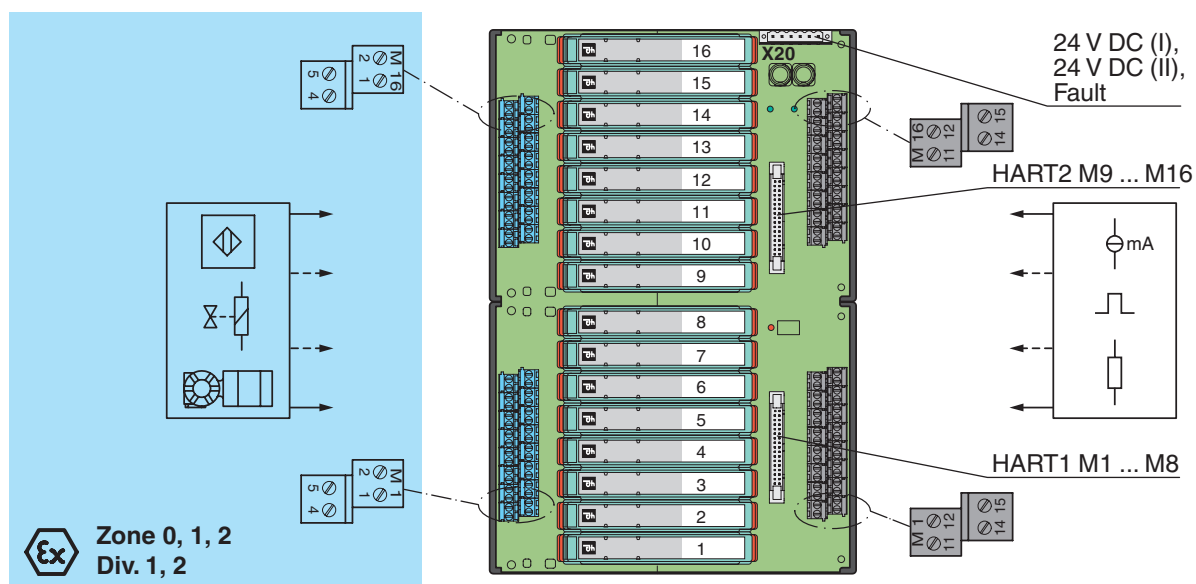 24 V DC (I),
24 V DC (II),
Fault
X20
M 16
2 1
5 4
16
15
14
13
12
11
10
9
8
7
6
5
4
3
2
1
M 16
11 12
14 15
HART2 M9 ... M16
mA
HART1 M1 ... M8
M 1
2 1
5 4
M 1
11 12
14 15
Ex
Zone 0, 1, 2
Div. 1, 2